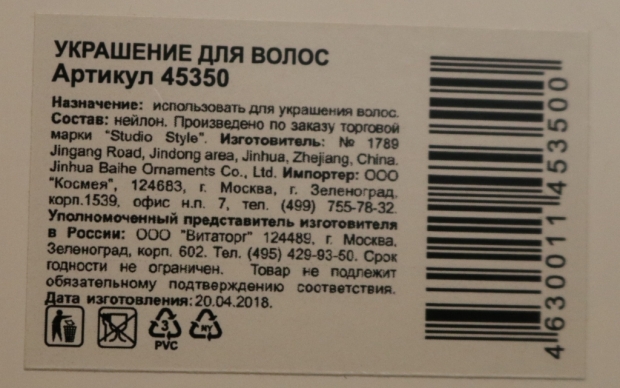 УКРАШЕНИЕ ДЛЯ ВОЛОС
Артикул 45350
Назначение: использовать для украшения волос.
Состав: нейлон. Произведено по заказу торговой
марки "Studio Style". Изготовитель: № 1789
Jingang Road, Jindong area, Jinhua, Zhejiang, China.
Jinhua Baihe Ornaments Co., Ltd. Импортер: ООО
"Космея", 124683, г. Москва, г. Зеленоград,
корп.1539, офис н.п. 7, тел. (499) 755-78-32.
Уполномоченный представитель изготовителя
в России: ООО "Витаторг" 124489, г. Москва,
Зеленоград, корп. 602. Тел. (495) 429-93-50. Срок
годности не ограничен. Товар не подлежит
обязательному подтверждению соответствия.
Дата изготовления: 20.04.2018.
3
PVC
NY
4630011453500